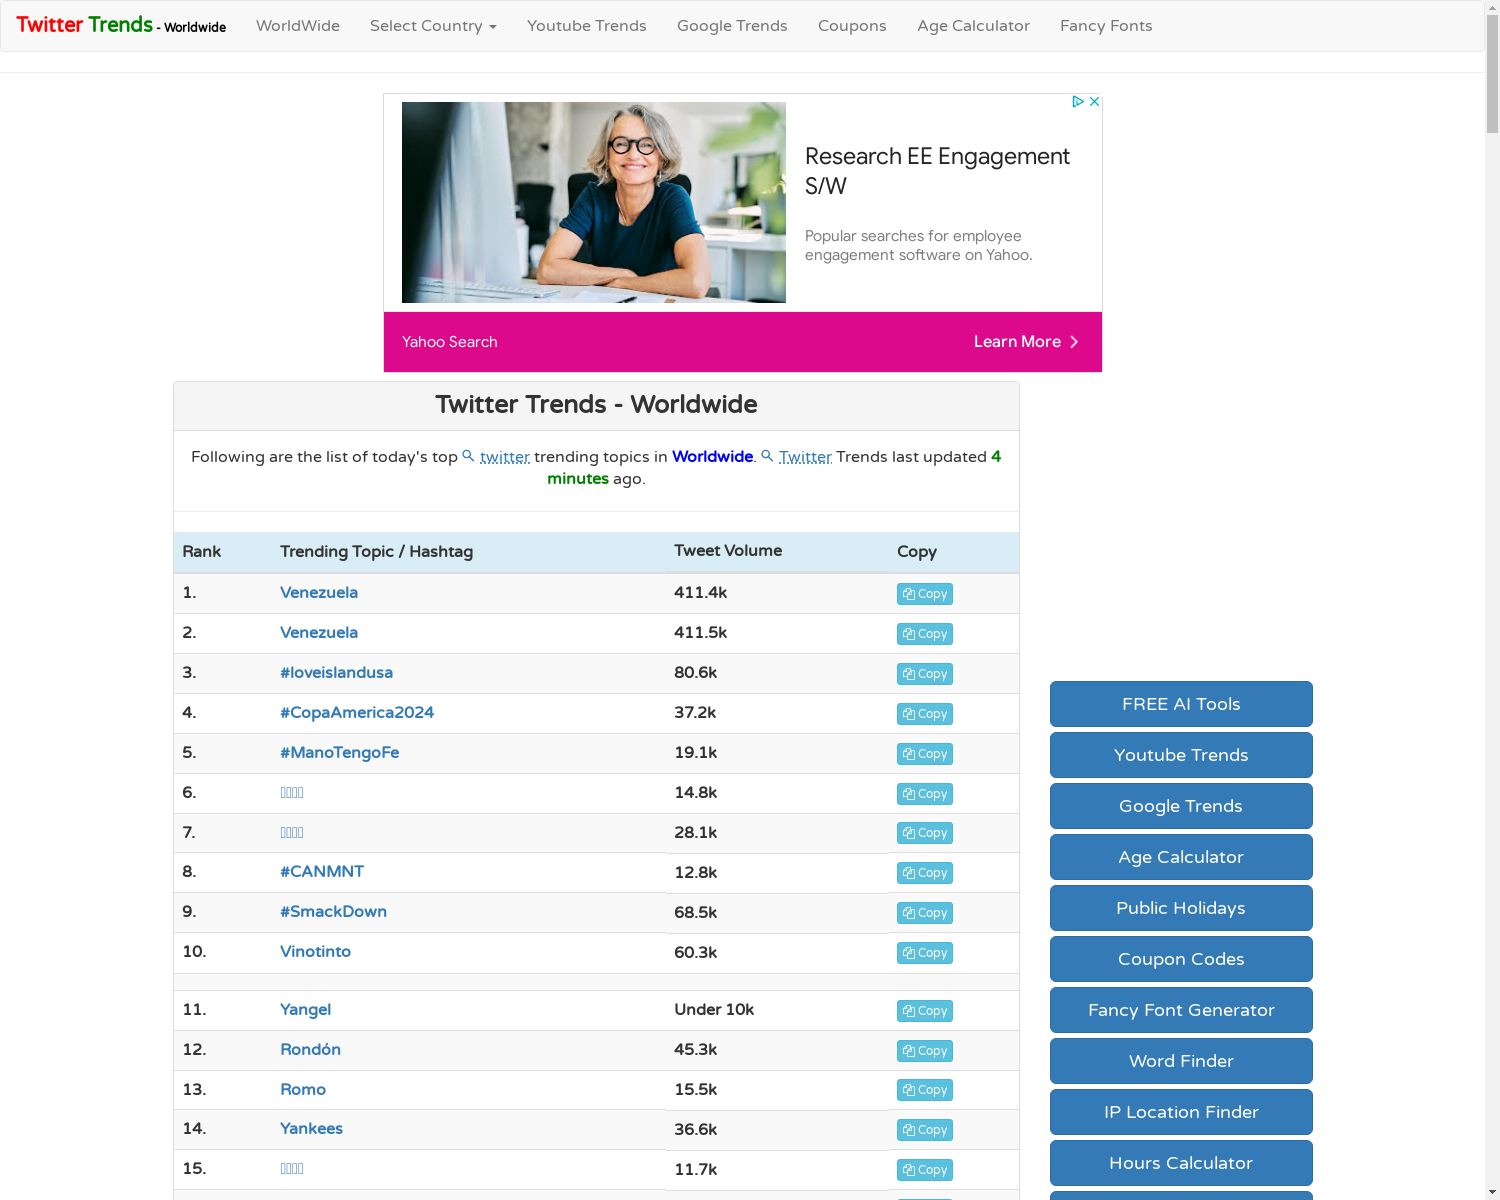 Twitter Trends - Worldwide
WorldWide
Select Country
Youtube Trends
Google Trends
Coupons
Age Calculator
Fancy Fonts
Research EE Engagement
S/W
Popular searches for employee
engagement software on Yahoo.
Yahoo Search
Learn More
Twitter Trends - Worldwide
Following are the list of today's top twitter trending topics in Worldwide. Twitter Trends last updated 4
minutes ago.
Rank Trending Topic / Hashtag Tweet Volume Copy
1. Venezuela 411.4k Copy
2. Venezuela 411.5k Copy
3. #loveislandusa 80.6k Copy
4. #CopaAmerica2024 37.2k Copy
5. #ManoTengoFe 19.1k Copy
6. 14.8k Copy
7. 28.1k Copy
8. #CANMNT 12.8k Copy
9. #SmackDown 68.5k Copy
10. Vinotinto 60.3k Copy
11. Yangel Under 10k Copy
12. Rondón 45.3k Copy
13. Romo 15.5k Copy
14. Yankees 36.6k Copy
15. 11.7k Copy
FREE AI Tools
Youtube Trends
Google Trends
Age Calculator
Public Holidays
Coupon Codes
Fancy Font Generator
Word Finder
IP Location Finder
Hours Calculator